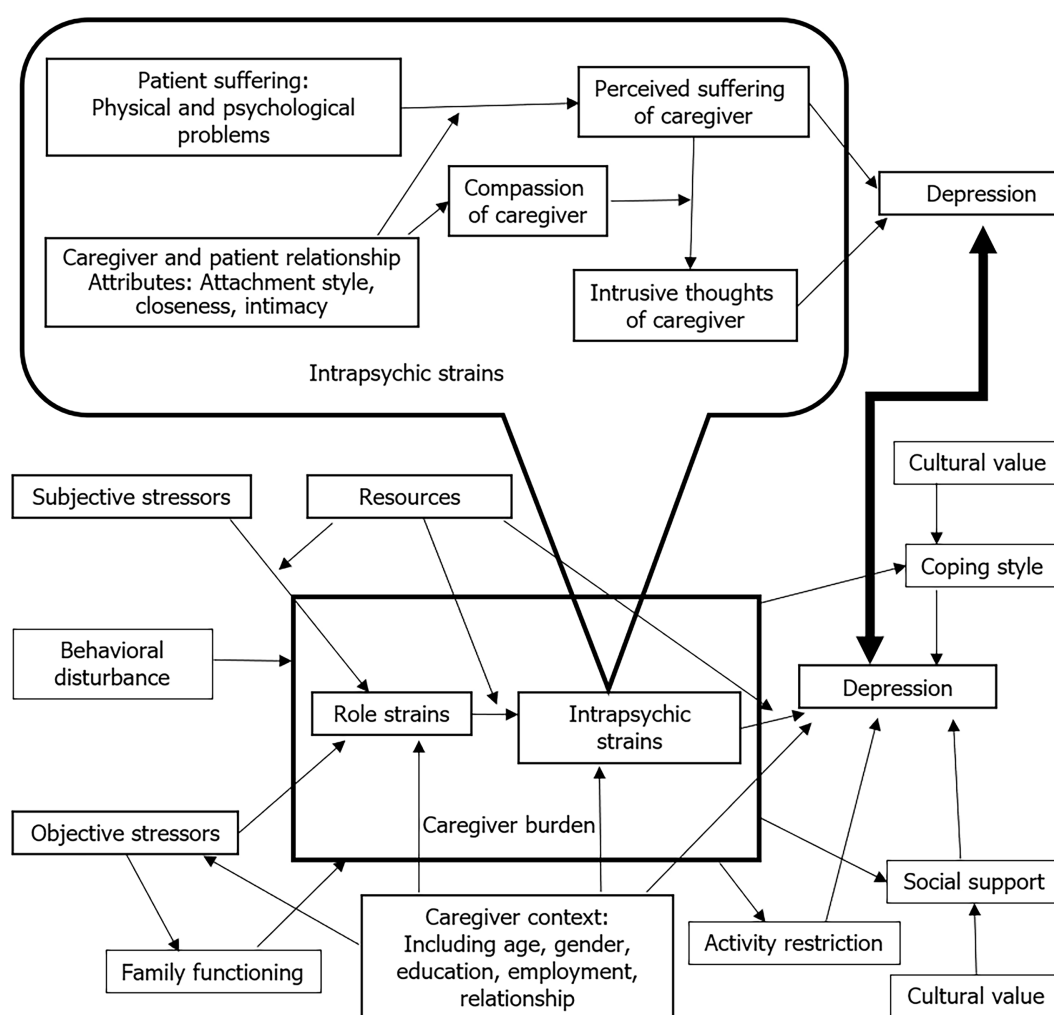 Patient suffering:
Physical and psychological
problems
Perceived suffering
of caregiver
Compassion
of caregiver
Depression
Caregiver and patient relationship
Attributes: Attachment style,
closeness, intimacy
Intrusive thoughts
of caregiver
Intrapsychic strains
Cultural value
Subjective stressors
Resources
Coping style
Behavioral
disturbance
Role strains
Intrapsychic
strains
Depression
Caregiver burden
Objective stressors
Social support
Caregiver context:
Including age, gender,
education, employment,
relationship
Activity restriction
Family functioning
Cultural value